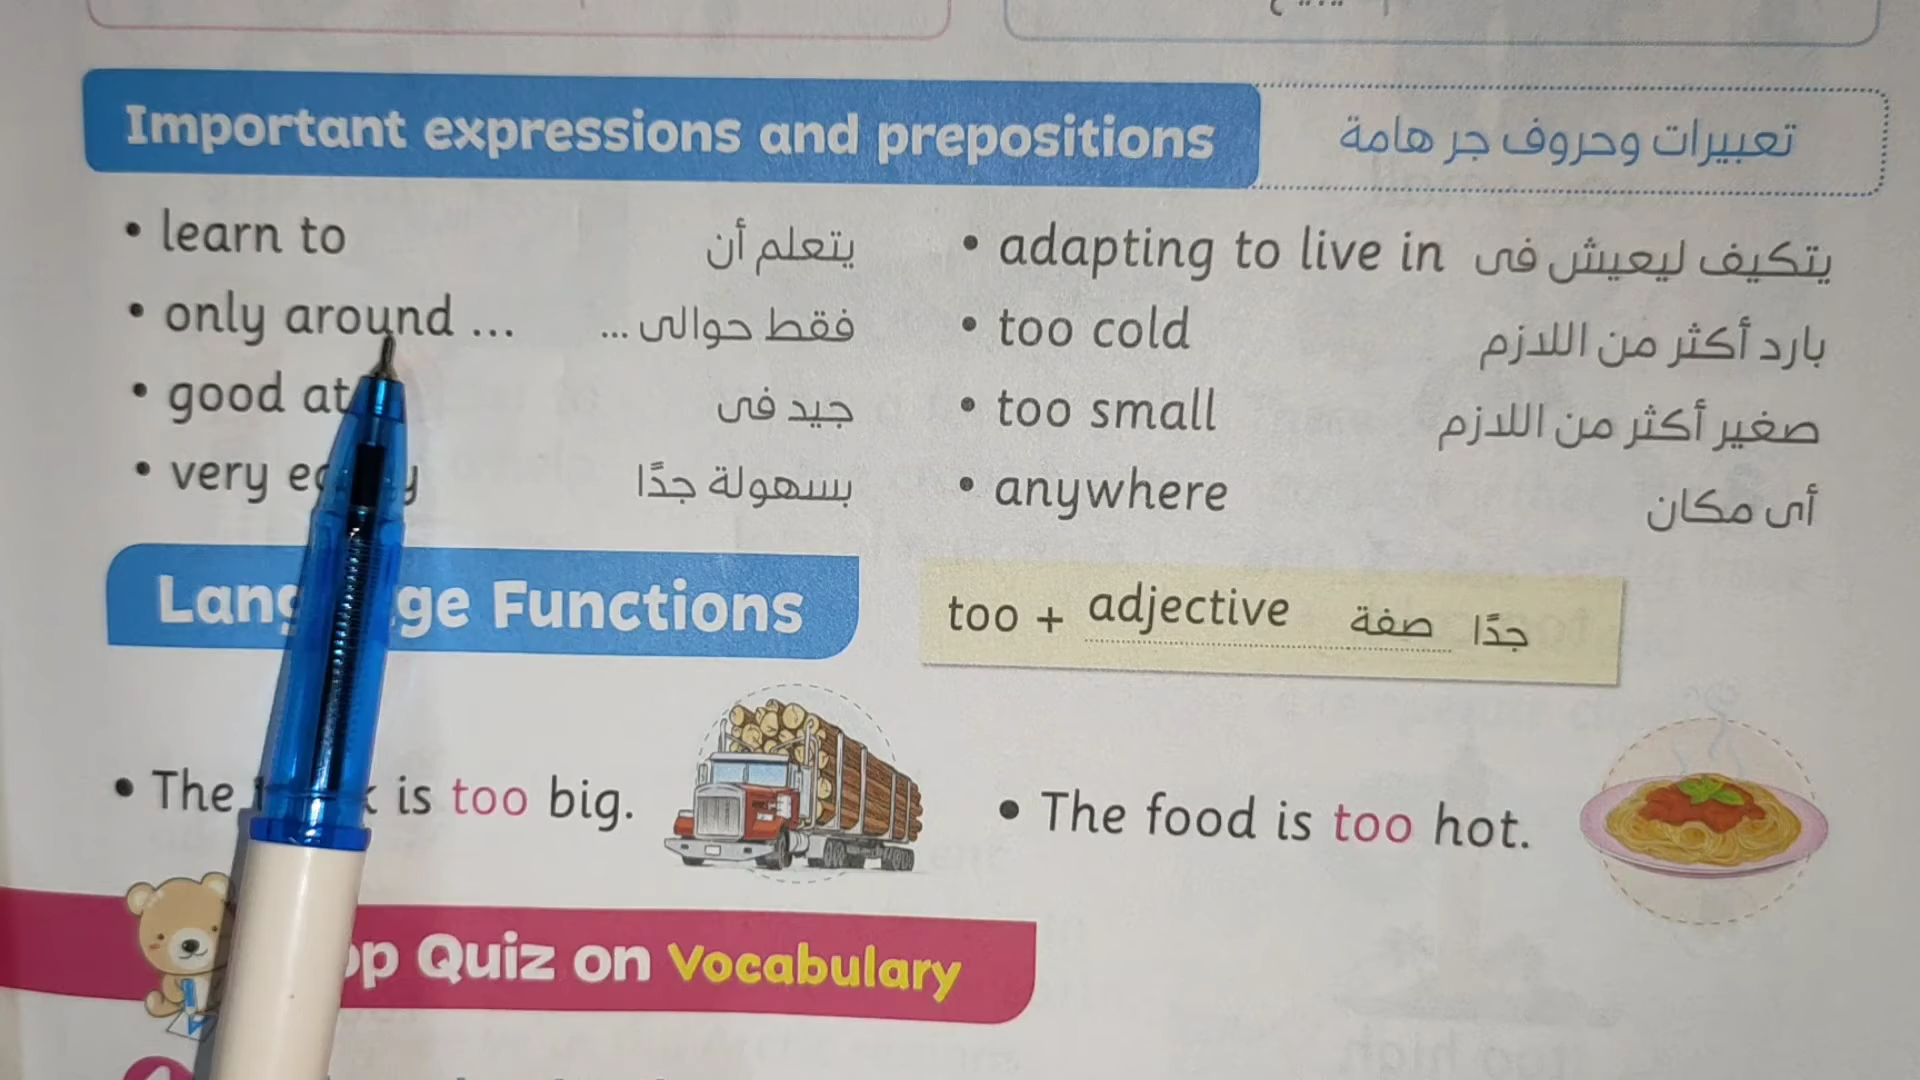 Important expressions and prepositions تعبيرات وحروف جر هامة
• learn to يتعلم أن
• only around ... فقط حوالى ...
• good at جيد فى
• very بسهولة جدًا
• adapting to live in يتكيف ليعيش فى
• too cold بارد أكثر من اللازم
• too small صغير أكثر من اللازم
• anywhere أى مكان
Functions
too + adjective صفة جدًا
• The is too big.
• The food is too hot.
Quiz on Vocabulary